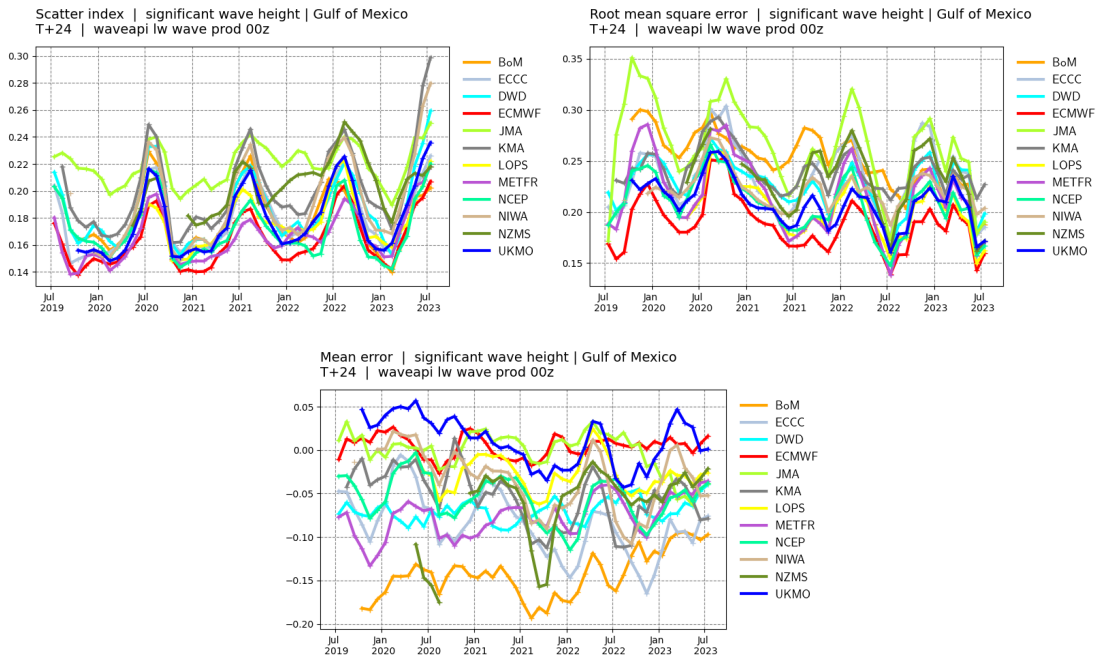 Scatter index  |  significant wave height | Gulf of Mexico
T+24  |  waveapi lw wave prod 00z
0.30
0.28
0.26
0.24
0.22
0.20
0.18
0.16
0.14
Jul 2019
Jan 2020
Jul 2020
Jan 2021
Jul 2021
Jan 2022
Jul 2022
Jan 2023
Jul 2023
BoM
ECCC
DWD
ECMWF
JMA
KMA
LOPS
METFR
NCEP
NIWA
NZMS
UKMO
Root mean square error  |  significant wave height | Gulf of Mexico
T+24  |  waveapi lw wave prod 00z
0.35
0.30
0.25
0.20
0.15
Jul 2019
Jan 2020
Jul 2020
Jan 2021
Jul 2021
Jan 2022
Jul 2022
Jan 2023
Jul 2023
BoM
ECCC
DWD
ECMWF
JMA
KMA
LOPS
METFR
NCEP
NIWA
NZMS
UKMO
Mean error  |  significant wave height | Gulf of Mexico
T+24  |  waveapi lw wave prod 00z
0.05
0.00
−0.05
−0.10
−0.15
−0.20
Jul 2019
Jan 2020
Jul 2020
Jan 2021
Jul 2021
Jan 2022
Jul 2022
Jan 2023
Jul 2023
BoM
ECCC
DWD
ECMWF
JMA
KMA
LOPS
METFR
NCEP
NIWA
NZMS
UKMO